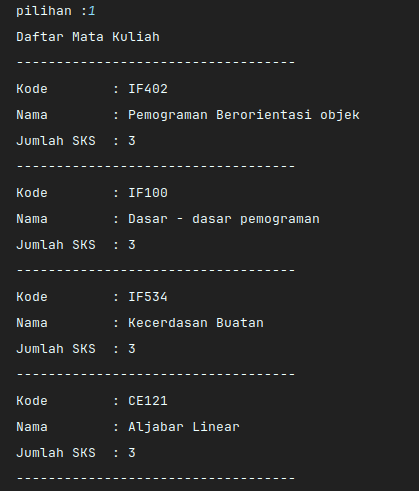 pilihan :1
Daftar Mata Kuliah
-----------------------------------
Kode        : IF402
Nama        : Pemograman Berorientasi objek
Jumlah SKS  : 3
-----------------------------------
Kode        : IF100
Nama        : Dasar - dasar pemograman
Jumlah SKS  : 3
-----------------------------------
Kode        : IF534
Nama        : Kecerdasan Buatan
Jumlah SKS  : 3
-----------------------------------
Kode        : CE121
Nama        : Aljabar Linear
Jumlah SKS  : 3
-----------------------------------